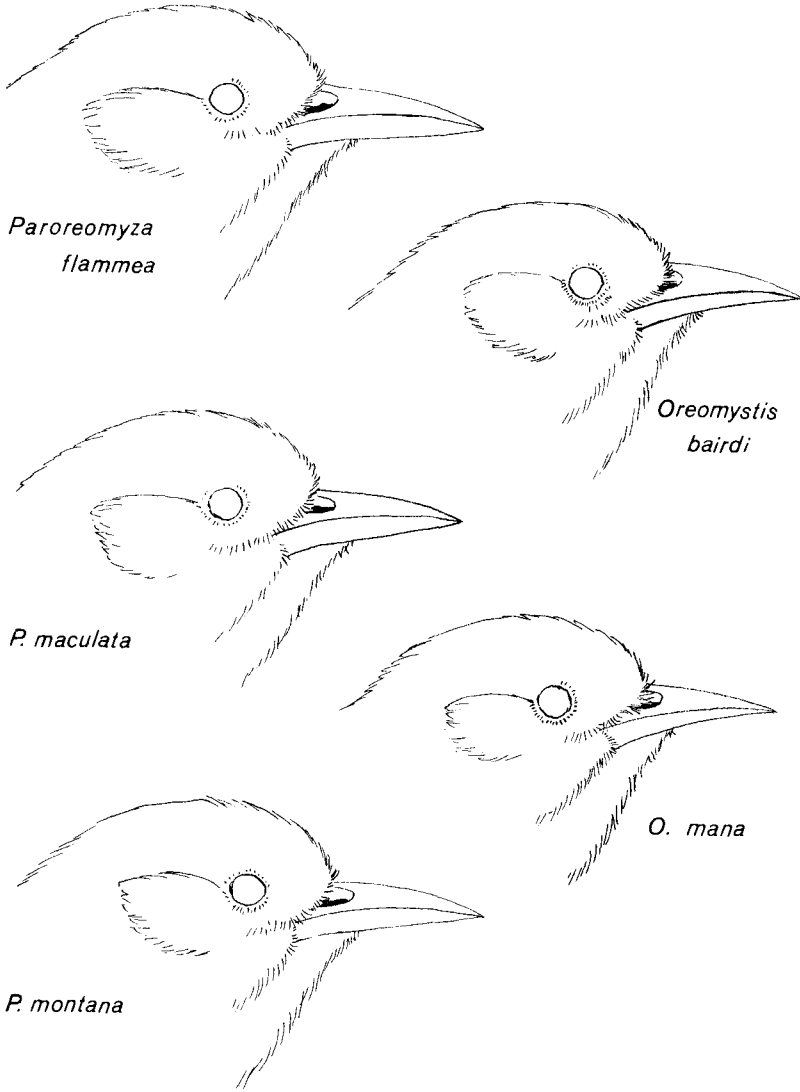 Paroreomyza
flammea
Oreomystis
bairdi
P. maculata
O. mana
P. montana